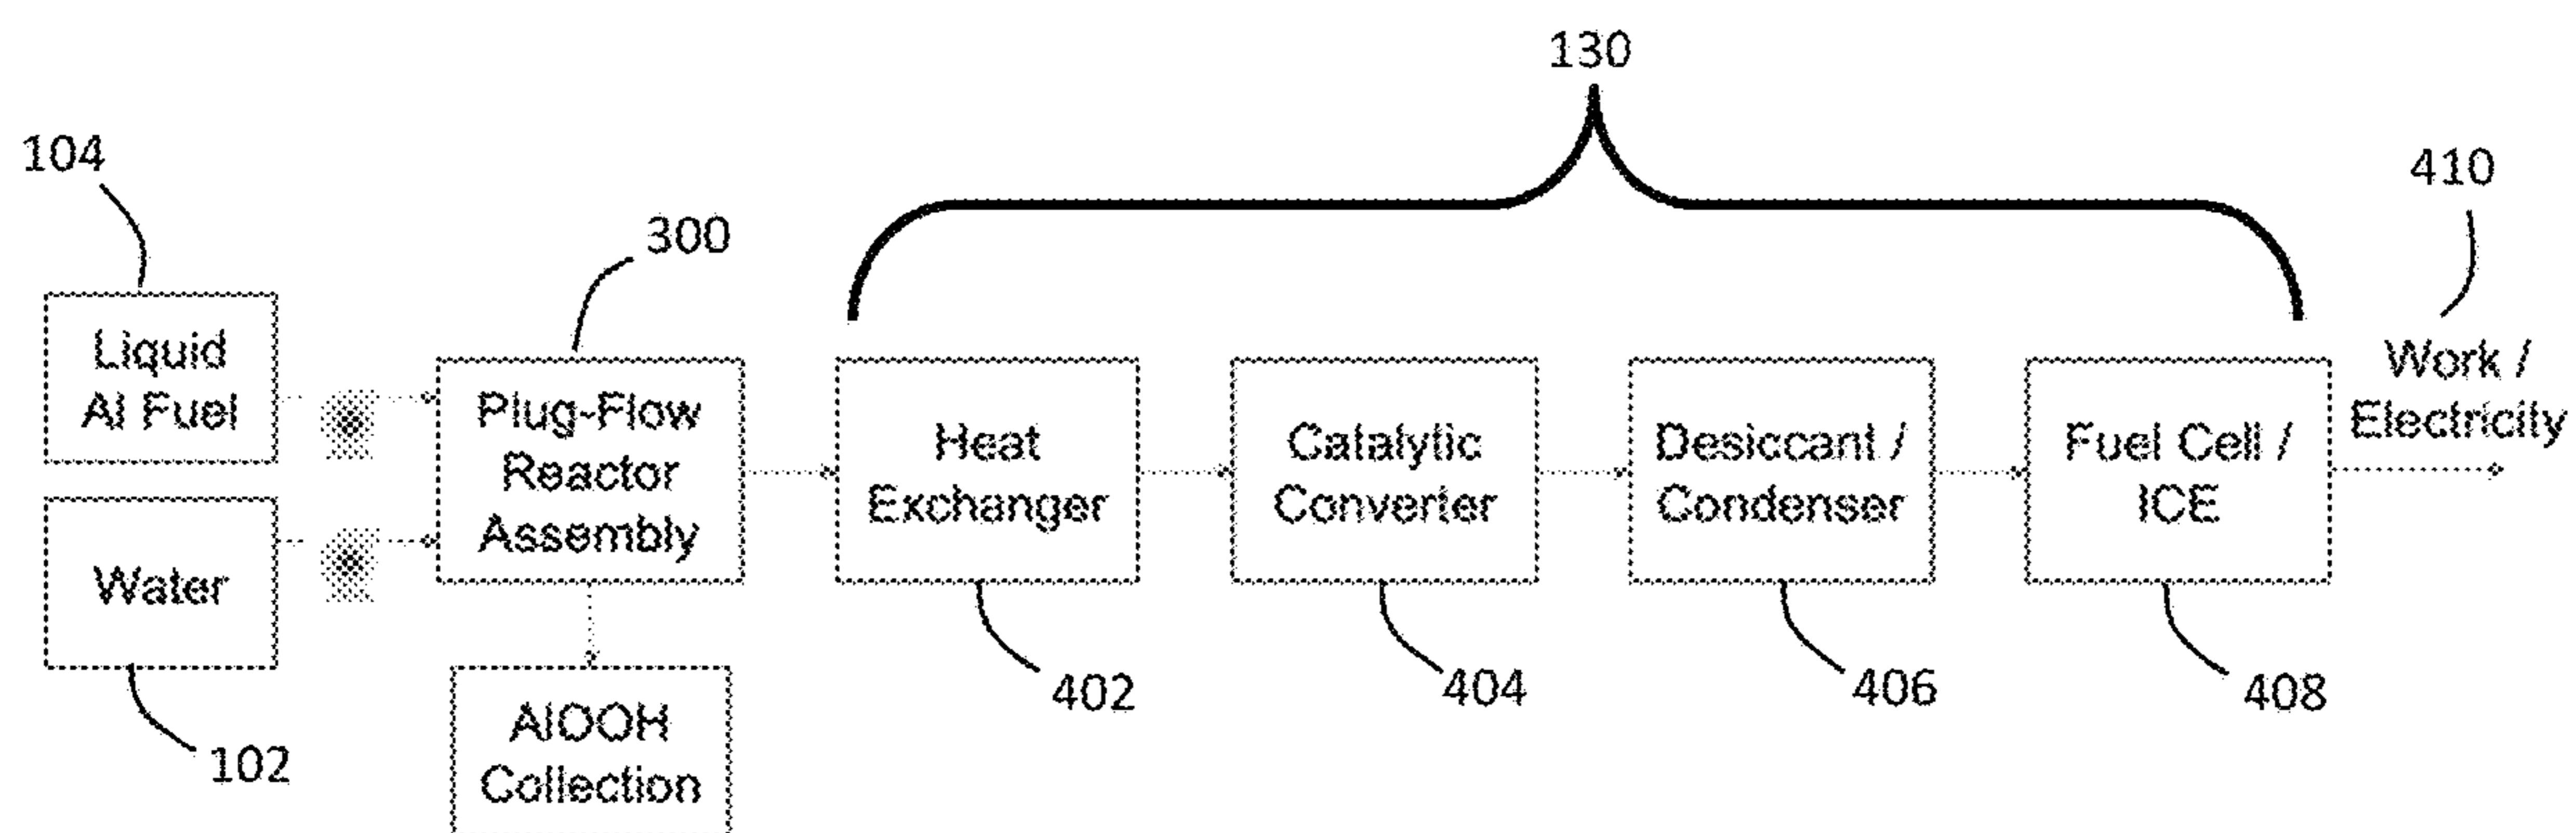 130
104
410
300
Liquid
Al Fuel
Plug-Flow
Reactor
Assembly
Heat
Exchanger
Catalytic
Converter
Desiccant /
Condenser
Fuel Cell /
ICE
Work /
Electricity
Water
402
404
406
408
102
AlOOH
Collection